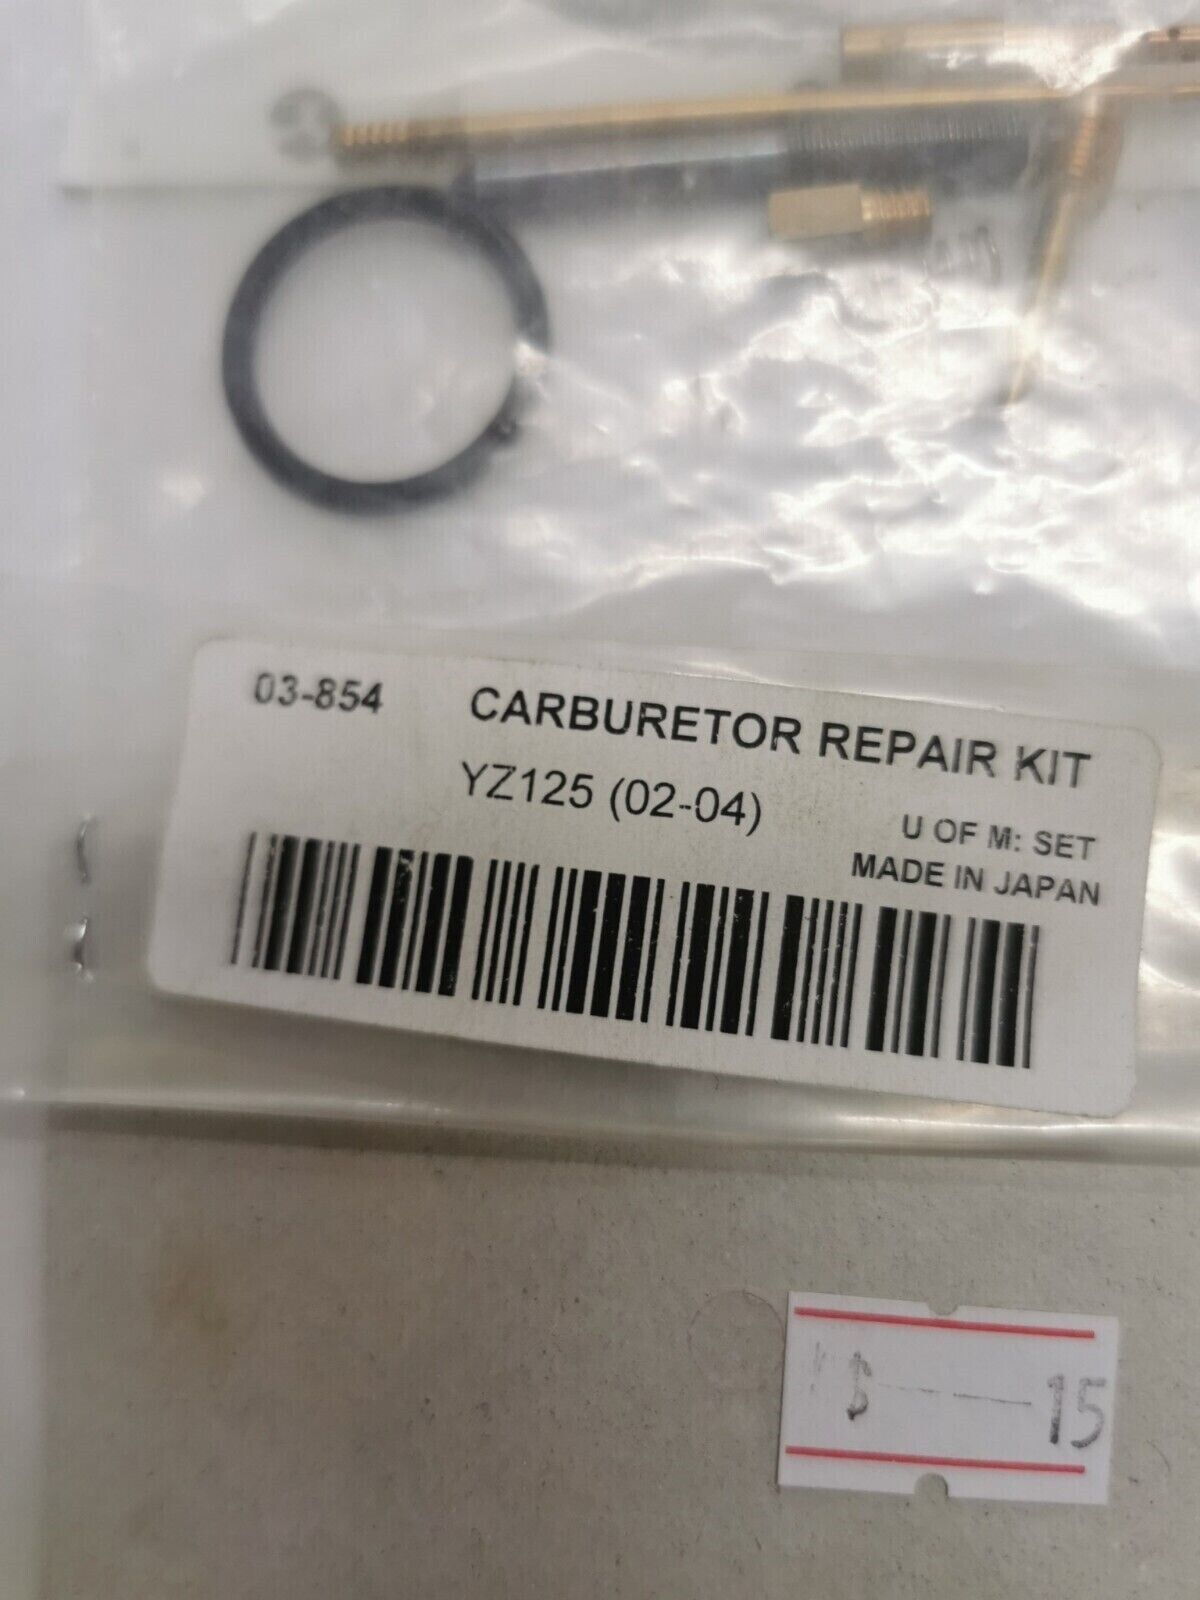 03-854 CARBURETOR REPAIR KIT
YZ125 (02-04)
U OF M: SET
MADE IN JAPAN
15